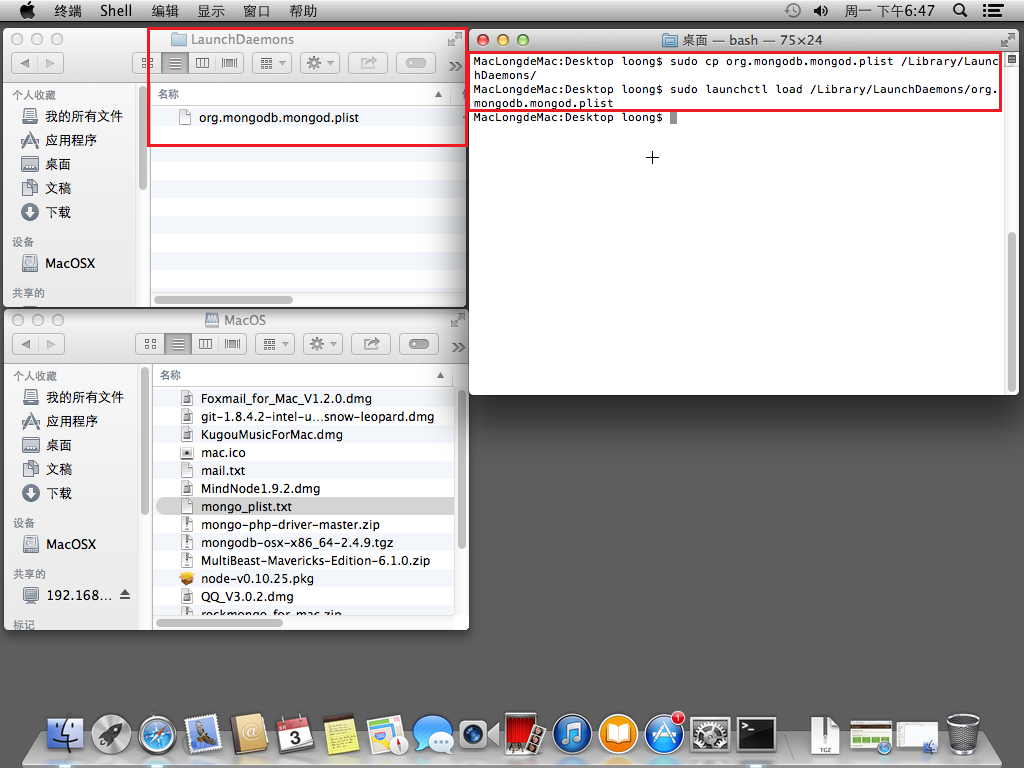 终端 Shell 编辑 显示 窗口 帮助 周一 下午6:47
LaunchDaemons
名称
个人收藏
我的所有文件
应用程序
桌面
文稿
下载
设备
MacOSX
共享的
org.mongodb.mongod.plist
桌面 — bash — 75×24
MacLongdeMac:Desktop loong$ sudo cp org.mongodb.mongod.plist /Library/Launc
hDaemons/
MacLongdeMac:Desktop loong$ sudo launchctl load /Library/LaunchDaemons/org.
mongodb.mongod.plist
MacLongdeMac:Desktop loong$
MacOS
名称
个人收藏
我的所有文件
应用程序
桌面
文稿
下载
设备
MacOSX
共享的
192.168...
标记
Foxmail_for_Mac_V1.2.0.dmg
git-1.8.4.2-intel-u...snow-leopard.dmg
KugouMusicForMac.dmg
mac.ico
mail.txt
MindNode1.9.2.dmg
mongo_plist.txt
mongo-php-driver-master.zip
mongodb-osx-x86_64-2.4.9.tgz
MultiBeast-Mavericks-Edition-6.1.0.zip
node-v0.10.25.pkg
QQ_V3.0.2.dmg
rockmongo_for_mac.zip
3
1
TGZ